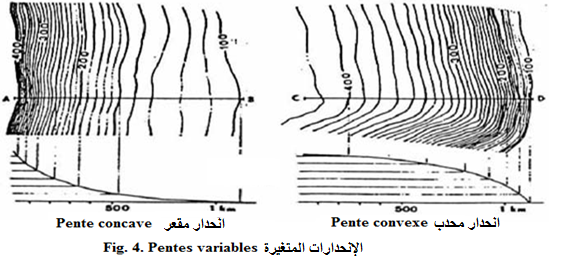 400 300 200 100 400 200 100 100
A B C D
500 1 km 500 1 km
Pente concave انحدار مقعر Pente convexe انحدار محدب
Fig. 4. Pentes variables الإنحدارات المتغيرة